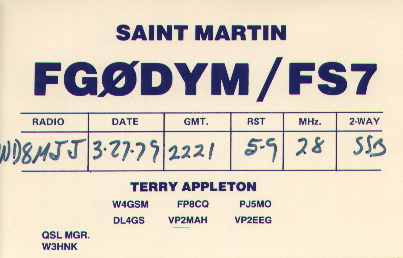 SAINT MARTIN
FGØDYM/FS7
RADIO DATE GMT. RST MHz. 2-WAY
WD8MJJ 3-27-79 2221 5-9 28 SSB
TERRY APPLETON
W4GSM FP8CQ PJ5MO
DL4GS VP2MAH VP2EEG
QSL MGR.
W3HNK